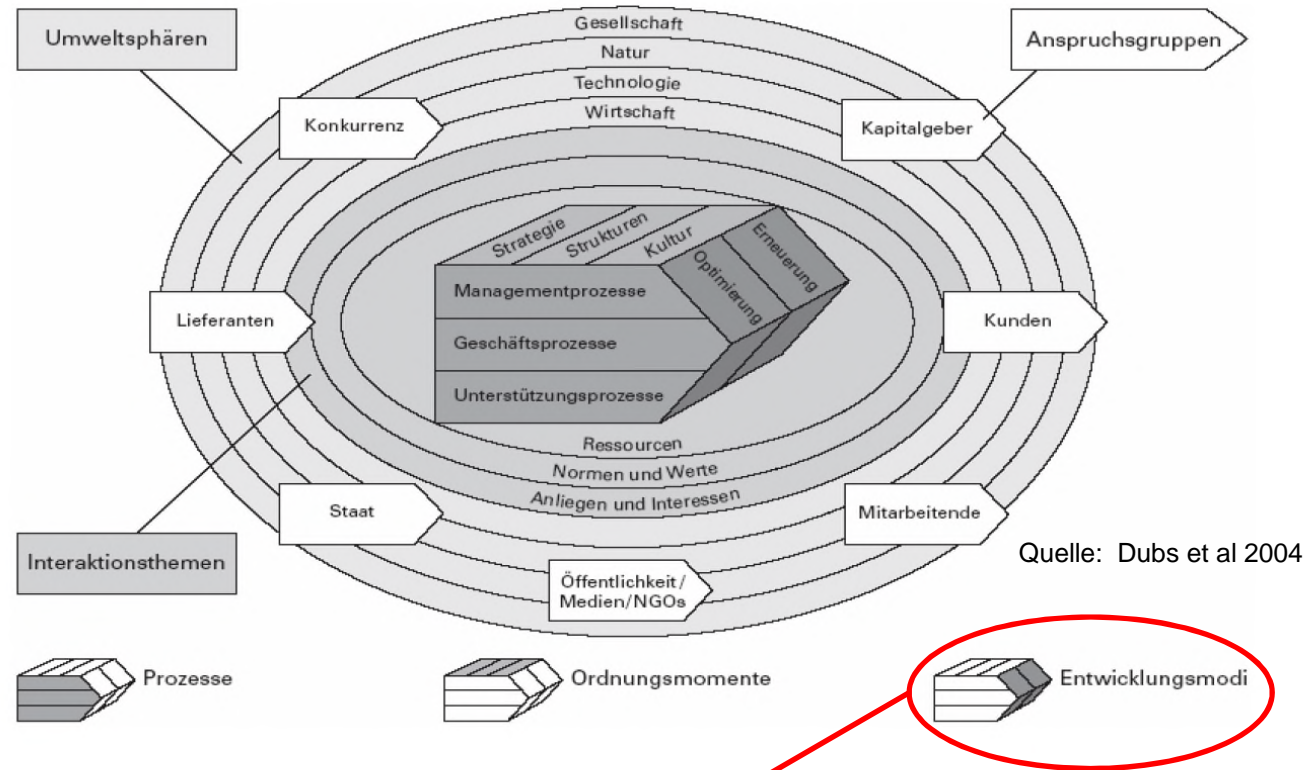 Umweltsphären
Anspruchsgruppen
Gesellschaft
Natur
Technologie
Wirtschaft
Konkurrenz
Kapitalgeber
Strategie
Strukturen
Kultur
Optimierung
Erneuerung
Managementprozesse
Geschäftsprozesse
Unterstützungsprozesse
Lieferanten
Kunden
Ressourcen
Normen und Werte
Anliegen und Interessen
Staat
Mitarbeitende
Interaktionsthemen
Quelle: Dubs et al 2004
Öffentlichkeit/
Medien/NGOs
Prozesse
Ordnungsmomente
Entwicklungsmodi